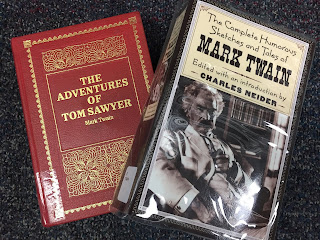 THE
ADVENTURES
OF
TOM SAWYER
Mark Twain
The Complete Humorous
Sketches and Tales of
MARK TWAIN
Edited with an introduction by
CHARLES NEIDER